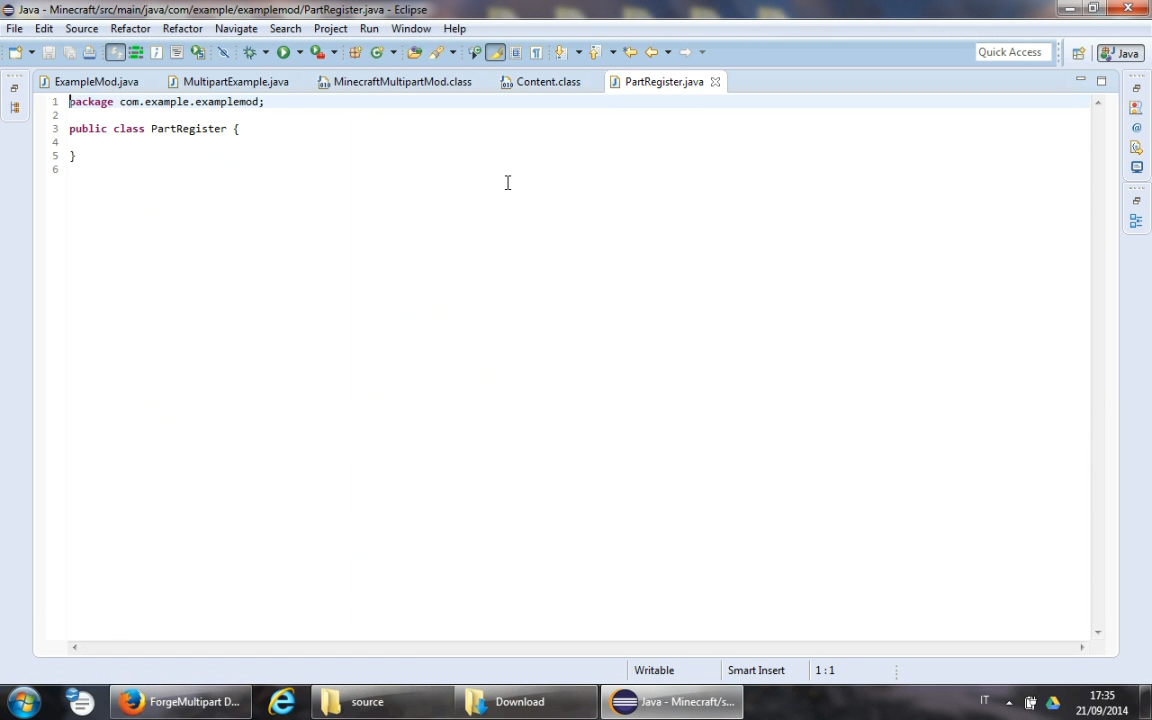 Java - Minecraft/src/main/java/com/example/examplemod/PartRegister.java - Eclipse
File Edit Source Refactor Refactor Navigate Search Project Run Window Help
Quick Access Java
ExampleMod.java MultipartExample.java MinecraftMultipartMod.class Content.class PartRegister.java
1 package com.example.examplemod;
2
3 public class PartRegister {
4
5 }
6
Writable Smart Insert 1 : 1
ForgeMultipart D... source Download Java - Minecraft/s... IT 17:35
21/09/2014